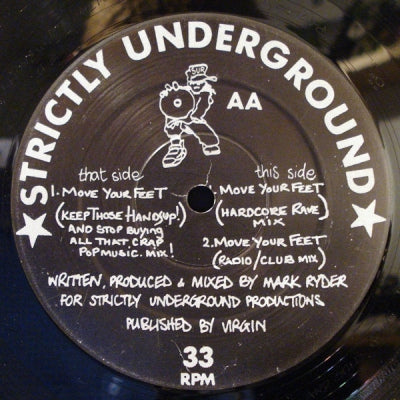 STRICTLY UNDERGROUND
SUR
AA
that side
1. MOVE YOUR FEET
(KEEP THOSE HANDS UP!)
AND STOP BUYING
ALL THAT CRAP
POP MUSIC. MIX!
this side
1. MOVE YOUR FEET
(HARDCORE RAVE)
MIX
2. MOVE YOUR FEET
(RADIO/CLUB MIX)
WRITTEN, PRODUCED & MIXED BY MARK RYDER
FOR STRICTLY UNDERGROUND PRODUCTIONS
PUBLISHED BY VIRGIN
33
RPM